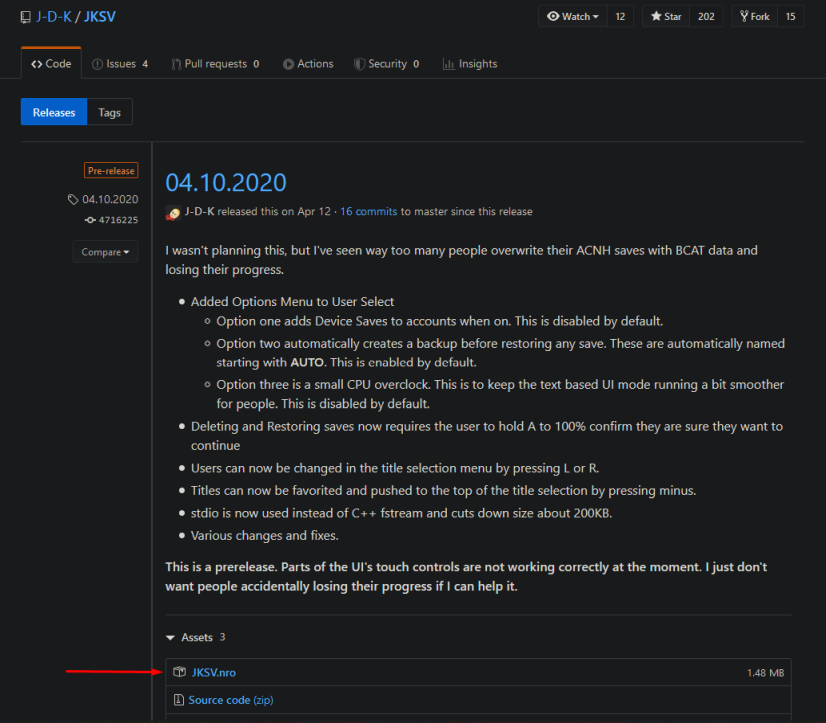 J-D-K / JKSV
Watch 12 Star 202 Fork 15
Code Issues 4 Pull requests 0 Actions Security 0 Insights
Releases Tags
Pre-release
04.10.2020
4716225
Compare
04.10.2020
J-D-K released this on Apr 12 · 16 commits to master since this release
I wasn't planning this, but I've seen way too many people overwrite their ACNH saves with BCAT data and
losing their progress.
Added Options Menu to User Select
Option one adds Device Saves to accounts when on. This is disabled by default.
Option two automatically creates a backup before restoring any save. These are automatically named
starting with AUTO. This is enabled by default.
Option three is a small CPU overclock. This is to keep the text based UI mode running a bit smoother
for people. This is disabled by default.
Deleting and Restoring saves now requires the user to hold A to 100% confirm they are sure they want to
continue
Users can now be changed in the title selection menu by pressing L or R.
Titles can now be favorited and pushed to the top of the title selection by pressing minus.
stdio is now used instead of C++ fstream and cuts down size about 200KB.
Various changes and fixes.
This is a prerelease. Parts of the UI's touch controls are not working correctly at the moment. I just don't
want people accidentally losing their progress if I can help it.
Assets 3
JKSV.nro 1.48 MB
Source code (zip)